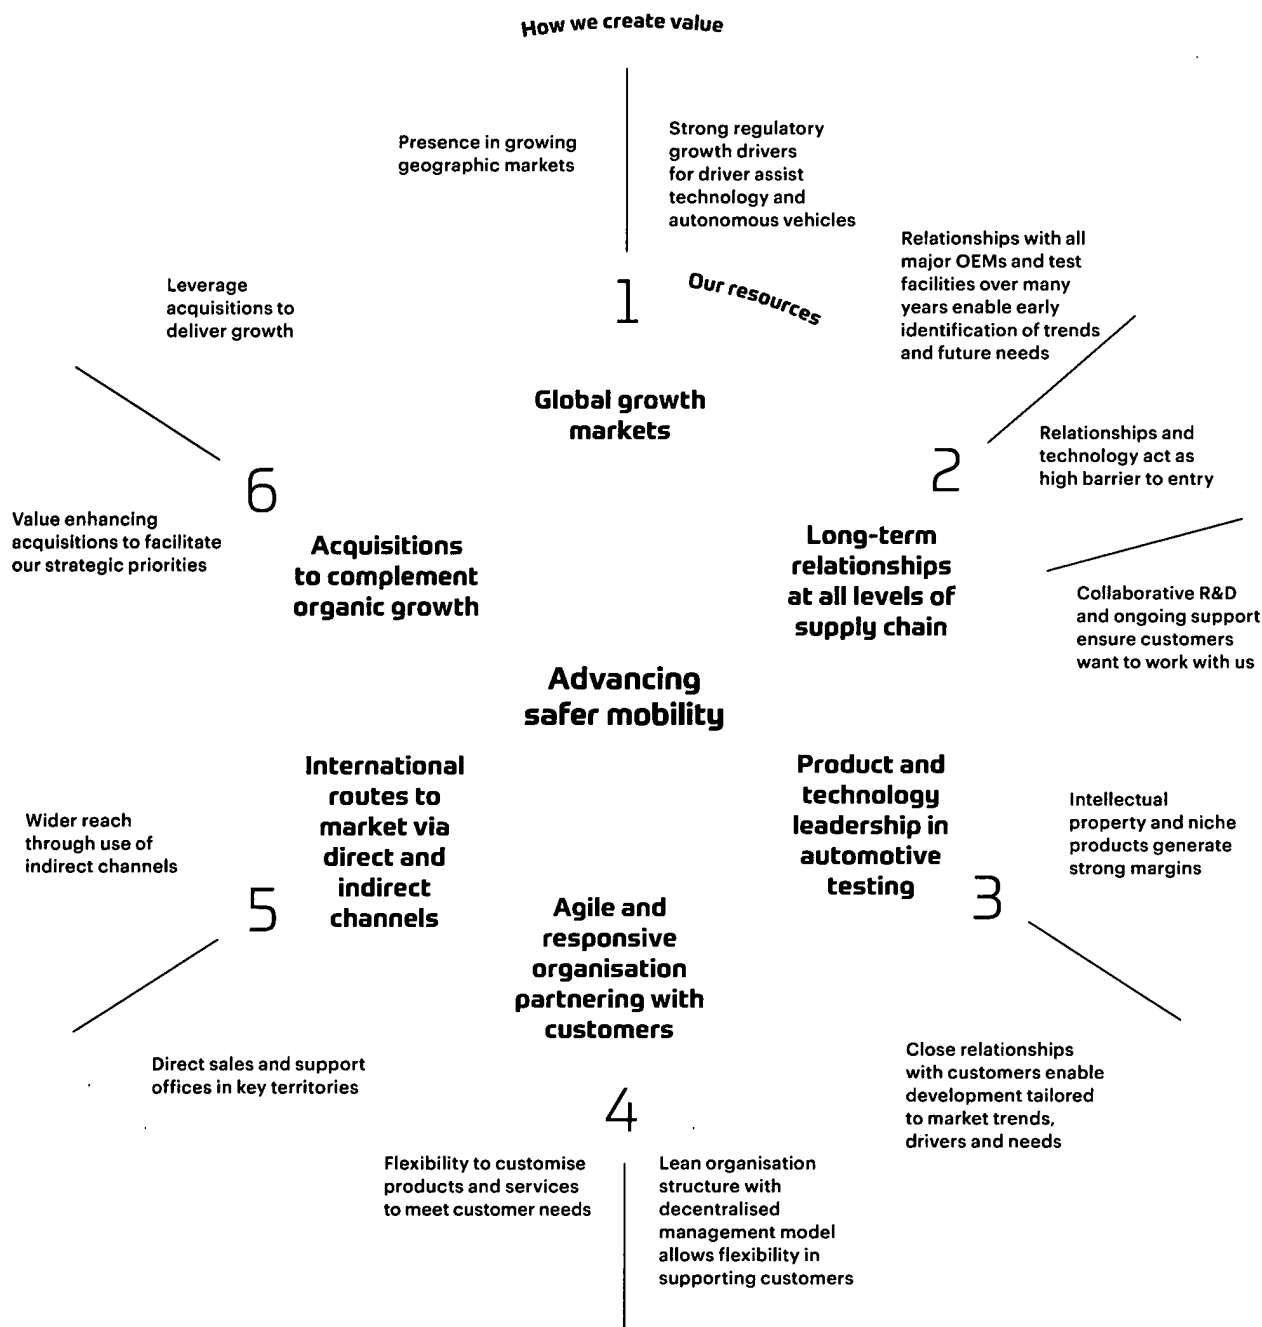 How we create value
Presence in growing
geographic markets
Strong regulatory
growth drivers
for driver assist
technology and
autonomous vehicles
Our resources
1
Global growth
markets
Relationships with all
major OEMs and test
facilities over many
years enable early
identification of trends
and future needs
Relationships and
technology act as
high barrier to entry
Collaborative R&D
and ongoing support
ensure customers
want to work with us
2
Long-term
relationships
at all levels of
supply chain
Advancing
safer mobility
Product and
technology
leadership in
automotive
testing
3
Intellectual
property and niche
products generate
strong margins
Close relationships
with customers enable
development tailored
to market trends,
drivers and needs
Agile and
responsive
organisation
partnering with
customers
4
Flexibility to customise
products and services
to meet customer needs
Lean organisation
structure with
decentralised
management model
allows flexibility in
supporting customers
International
routes to
market via
direct and
indirect
channels
5
Wider reach
through use of
indirect channels
Direct sales and support
offices in key territories
Leverage
acquisitions to
deliver growth
6
Value enhancing
acquisitions to facilitate
our strategic priorities
Acquisitions
to complement
organic growth